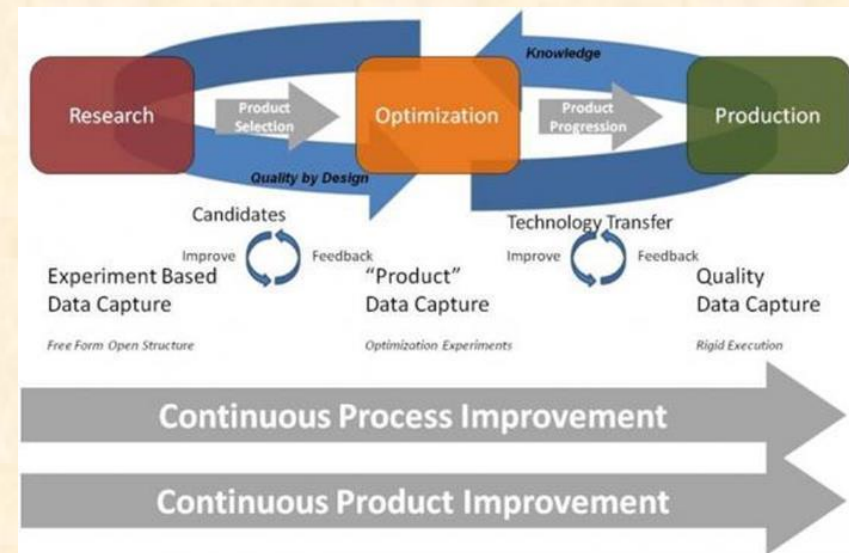 Knowledge
Research
Product
Selection
Optimization
Product
Progression
Production
Quality by Design
Candidates
Technology Transfer
Improve
Feedback
Improve
Feedback
Experiment Based
Data Capture
“Product”
Data Capture
Quality
Data Capture
Free Form Open Structure
Optimization Experiments
Rigid Execution
Continuous Process Improvement
Continuous Product Improvement